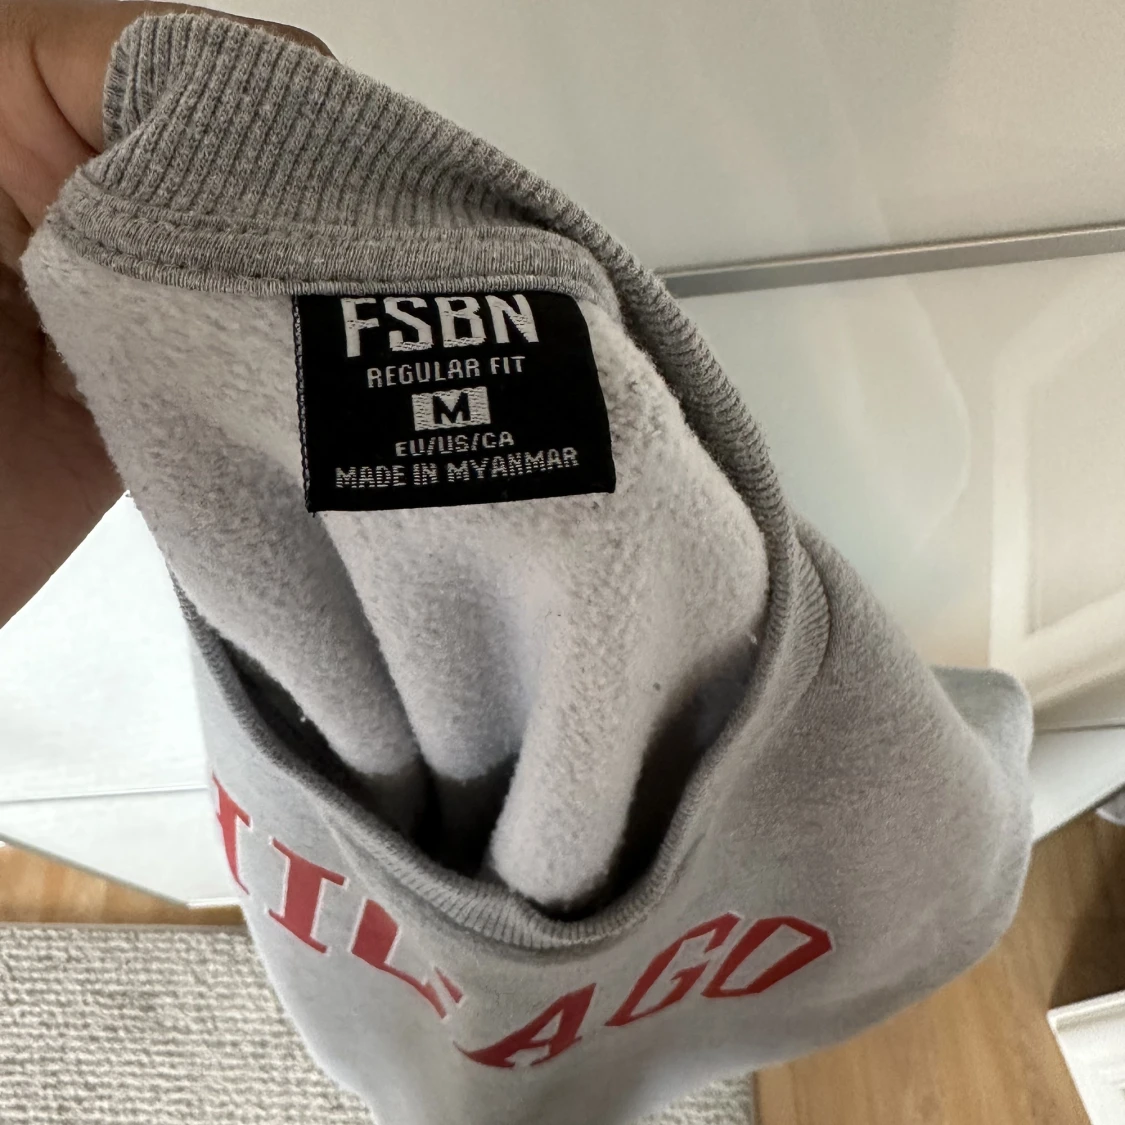 FSBN
REGULAR FIT
M
EU/US/CA
MADE IN MYANMAR